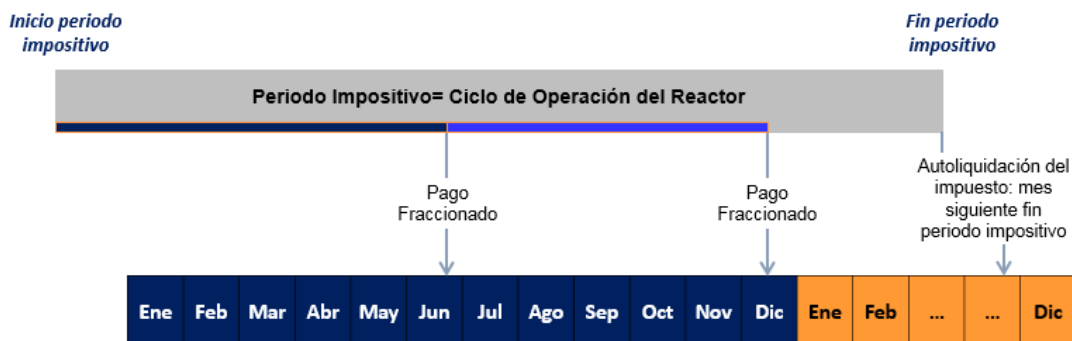 Inicio periodo
impositivo
Fin periodo
impositivo
Periodo Impositivo= Ciclo de Operación del Reactor
Pago
Fraccionado
Pago
Fraccionado
Autoliquidación del
impuesto: mes
siguiente fin
periodo impositivo
Ene Feb Mar Abr May Jun Jul Ago Sep Oct Nov Dic Ene Feb ... ... Dic